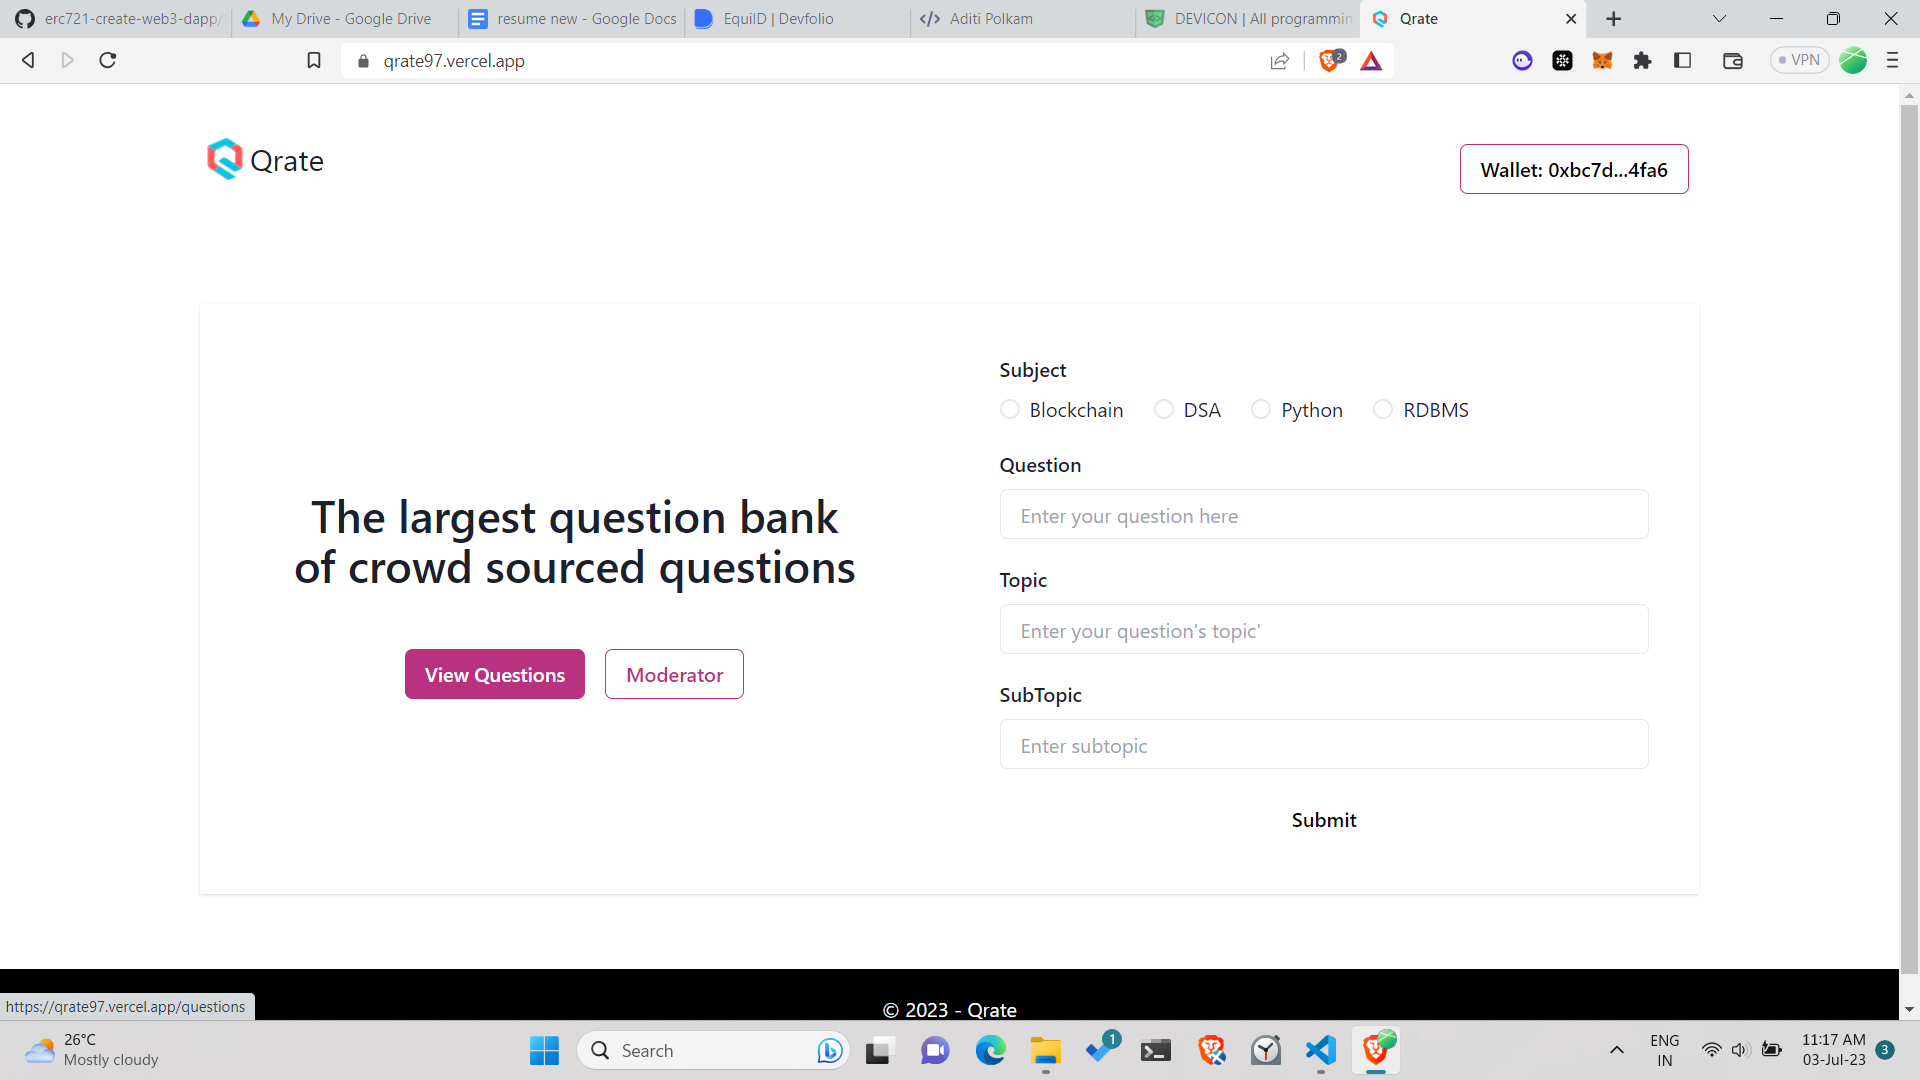 erc721-create-web3-dapp/
My Drive - Google Drive
resume new - Google Docs
EquiID | Devfolio
Aditi Polkam
DEVICON | All programmin
Qrate
qrate97.vercel.app
2
VPN
Qrate
Wallet: 0xbc7d...4fa6
The largest question bank
of crowd sourced questions
View Questions
Moderator
Subject
Blockchain
DSA
Python
RDBMS
Question
Enter your question here
Topic
Enter your question's topic'
SubTopic
Enter subtopic
Submit
© 2023 - Qrate
https://qrate97.vercel.app/questions
26°C
Mostly cloudy
Search
1
ENG
IN
11:17 AM
03-Jul-23
3